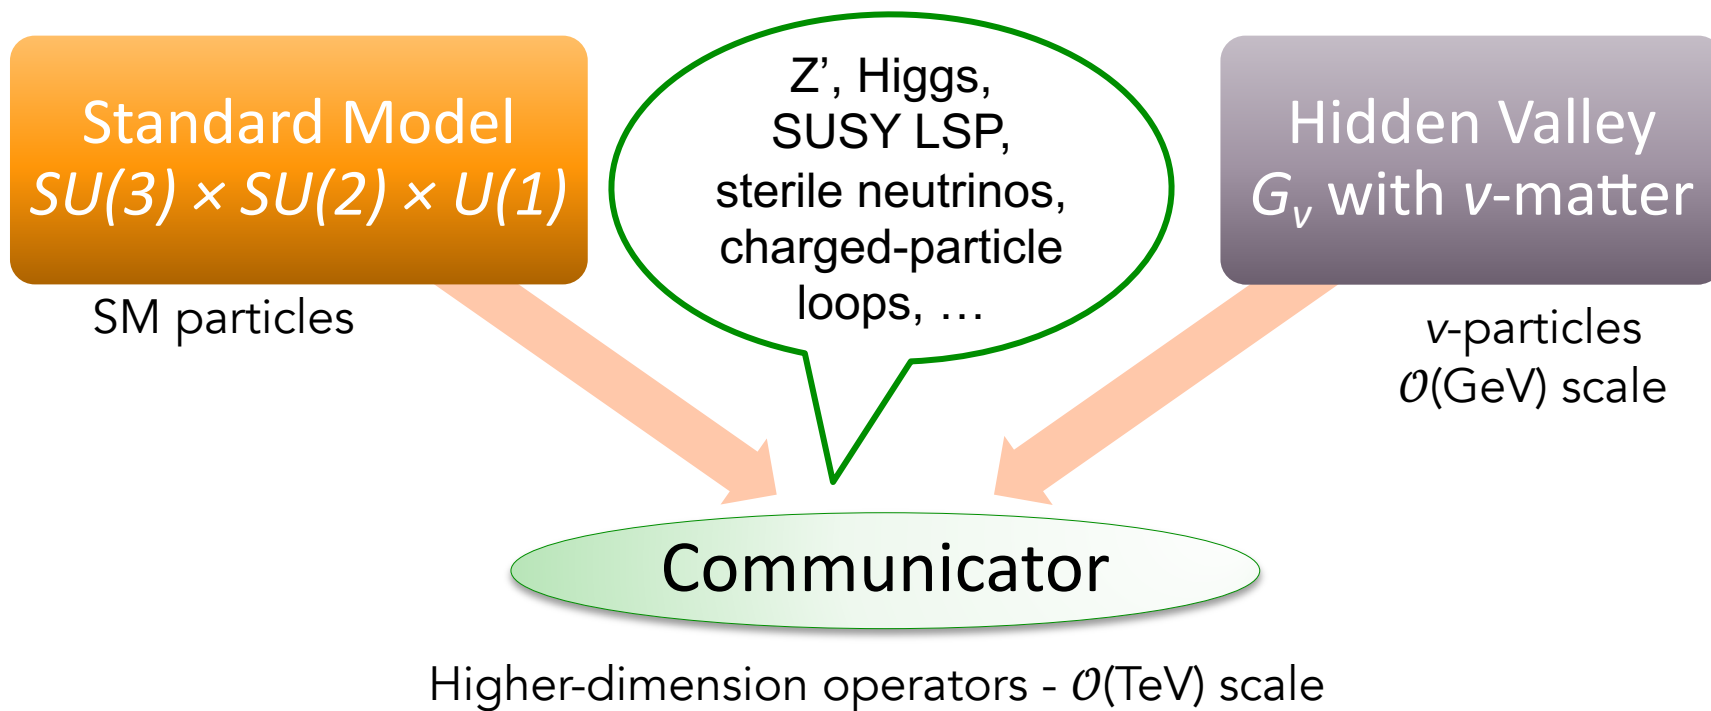 Standard Model
SU(3) × SU(2) × U(1)
SM particles
Z’, Higgs,
SUSY LSP,
sterile neutrinos,
charged-particle
loops, …
Hidden Valley
Gᵥ with v-matter
v-particles
𝒪(GeV) scale
Communicator
Higher-dimension operators - 𝒪(TeV) scale